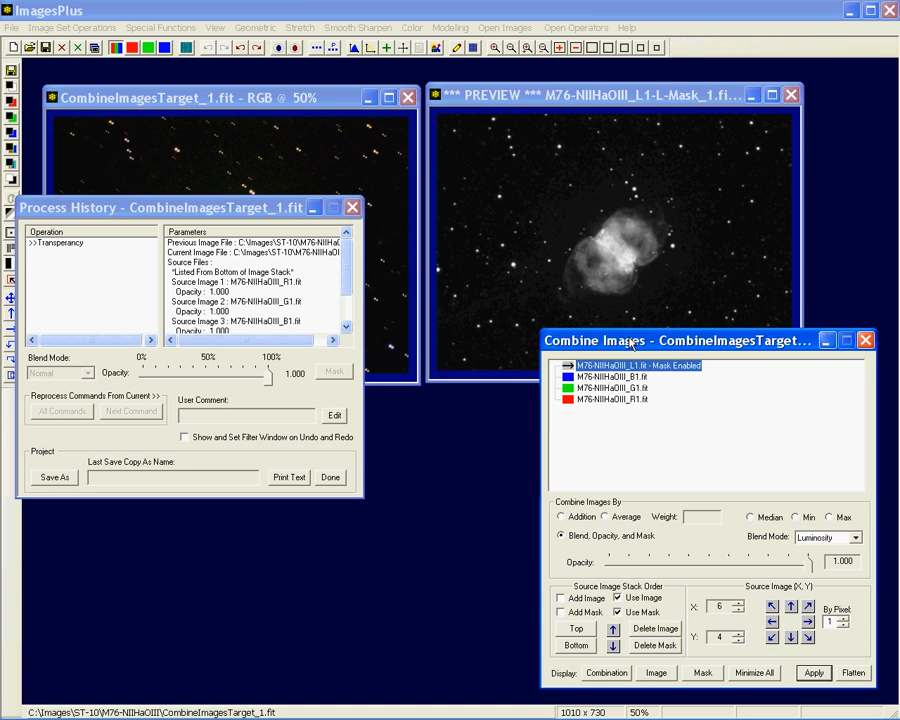 ImagesPlus
File Image Set Operations Special Functions View Geometric Stretch Smooth Sharpen Color Modeling Open Images Open Operators Help
CombineImagesTarget_1.fit - RGB @ 50%
*** PREVIEW *** M76-NIIHaOIII_L1-L-Mask_1.fi...
Process History - CombineImagesTarget_1.fit
Operation
>>Transperancy
Parameters
Previous Image File : C:\Images\ST-10\M76-NIIHaO
Current Image File : C:\Images\ST-10\M76-NIIHaOI
Source Files :
*Listed From Bottom of Image Stack*
Source Image 1 : M76-NIIHaOIII_R1.fit
Opacity : 1.000
Source Image 2 : M76-NIIHaOIII_G1.fit
Opacity : 1.000
Source Image 3 : M76-NIIHaOIII_B1.fit
Opacity : 1.000
Blend Mode:
Normal
0% 50% 100%
Opacity: 1.000
Mask
Reprocess Commands From Current >>
All Commands Next Command
User Comment:
Edit
Show and Set Filter Window on Undo and Redo
Project
Last Save Copy As Name:
Save As Print Text Done
Combine Images - CombineImagesTarget...
M76-NIIHaOIII_L1.fit - Mask Enabled
M76-NIIHaOIII_B1.fit
M76-NIIHaOIII_G1.fit
M76-NIIHaOIII_R1.fit
Combine Images By
Addition Average Weight: Median Min Max
Blend, Opacity, and Mask Blend Mode: Luminosity
Opacity: 1.000
Source Image Stack Order
Add Image Use Image
Add Mask Use Mask
Top Delete Image
Bottom Delete Mask
Source Image (X, Y)
X: 6
Y: 4
By Pixel:
1
Display: Combination Image Mask Minimize All Apply Flatten
C:\Images\ST-10\M76-NIIHaOIII\CombineImagesTarget_1.fit 1010 x 730 50%